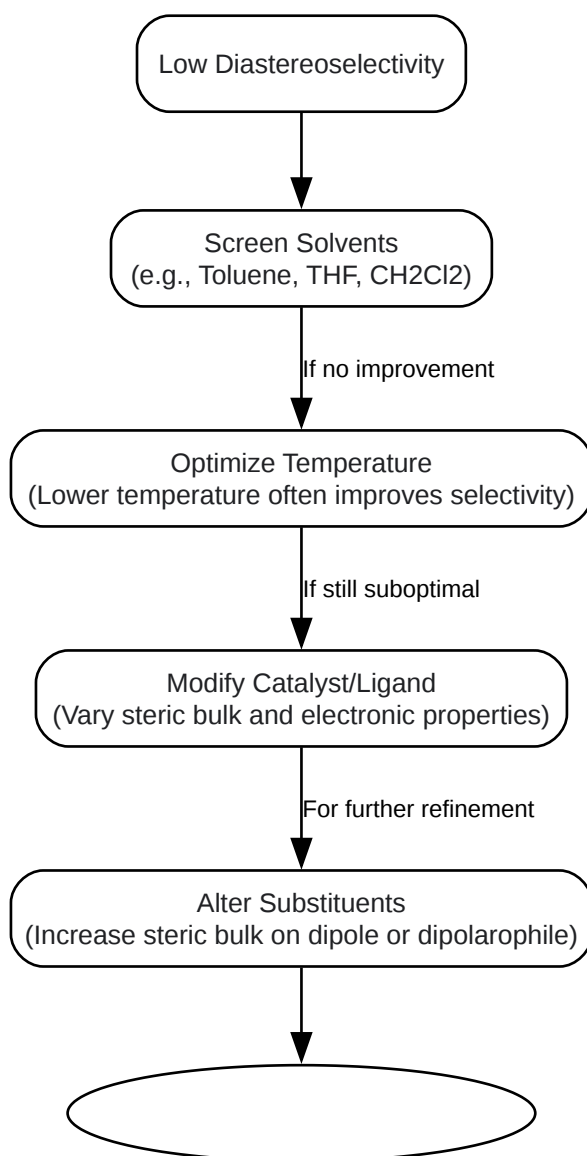 Low Diastereoselectivity
Screen Solvents
(e.g., Toluene, THF, CH2Cl2)
If no improvement
Optimize Temperature
(Lower temperature often improves selectivity)
If still suboptimal
Modify Catalyst/Ligand
(Vary steric bulk and electronic properties)
For further refinement
Alter Substituents
(Increase steric bulk on dipole or dipolarophile)